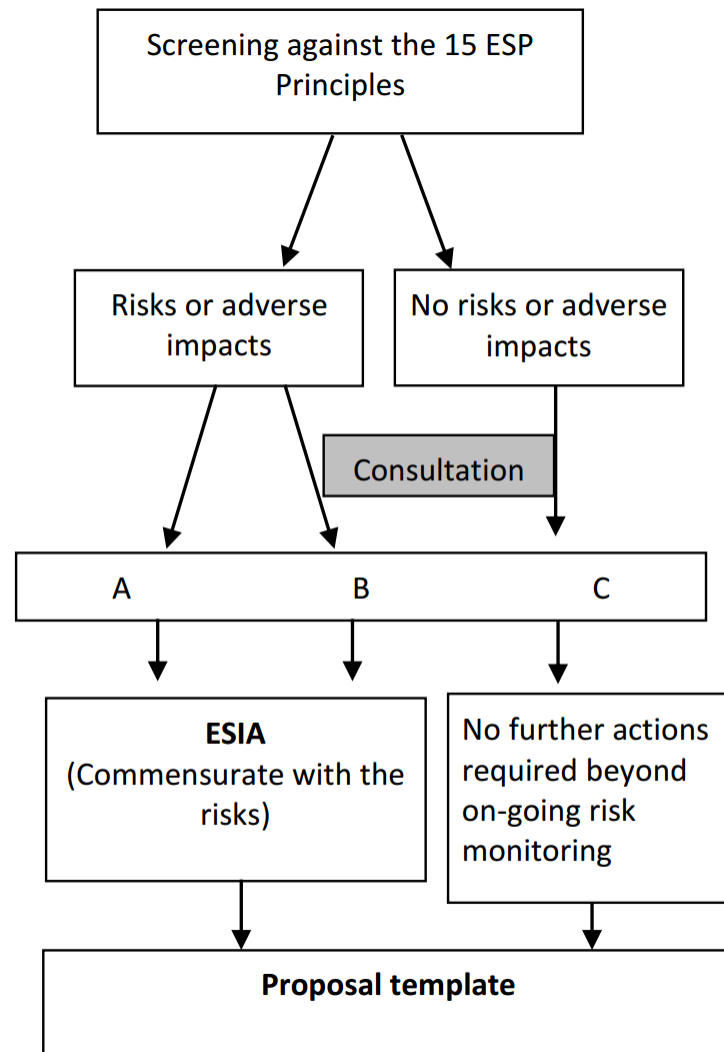 Screening against the 15 ESP
Principles
Risks or adverse
impacts
No risks or adverse
impacts
Consultation
A B C
ESIA
(Commensurate with the
risks)
No further actions
required beyond
on-going risk
monitoring
Proposal template